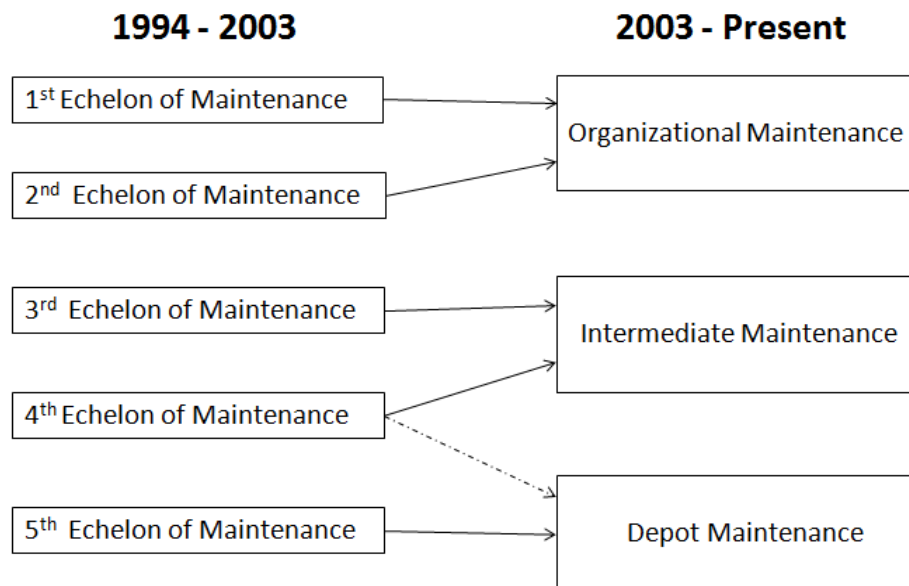 1994 - 2003
2003 - Present
1st Echelon of Maintenance
2nd Echelon of Maintenance
3rd Echelon of Maintenance
4th Echelon of Maintenance
5th Echelon of Maintenance
Organizational Maintenance
Intermediate Maintenance
Depot Maintenance